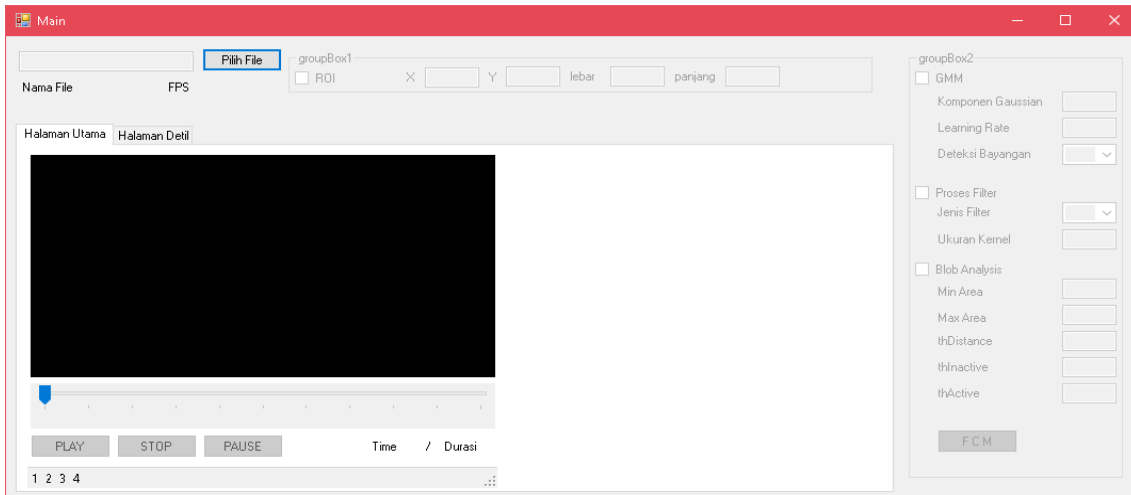 Main
Pilih File
Nama File FPS
groupBox1
ROI X Y lebar panjang
Halaman Utama Halaman Detil
PLAY STOP PAUSE Time / Durasi
1 2 3 4
groupBox2
GMM
Komponen Gaussian
Learning Rate
Deteksi Bayangan
Proses Filter
Jenis Filter
Ukuran Kernel
Blob Analysis
Min Area
Max Area
thDistance
thInactive
thActive
F C M